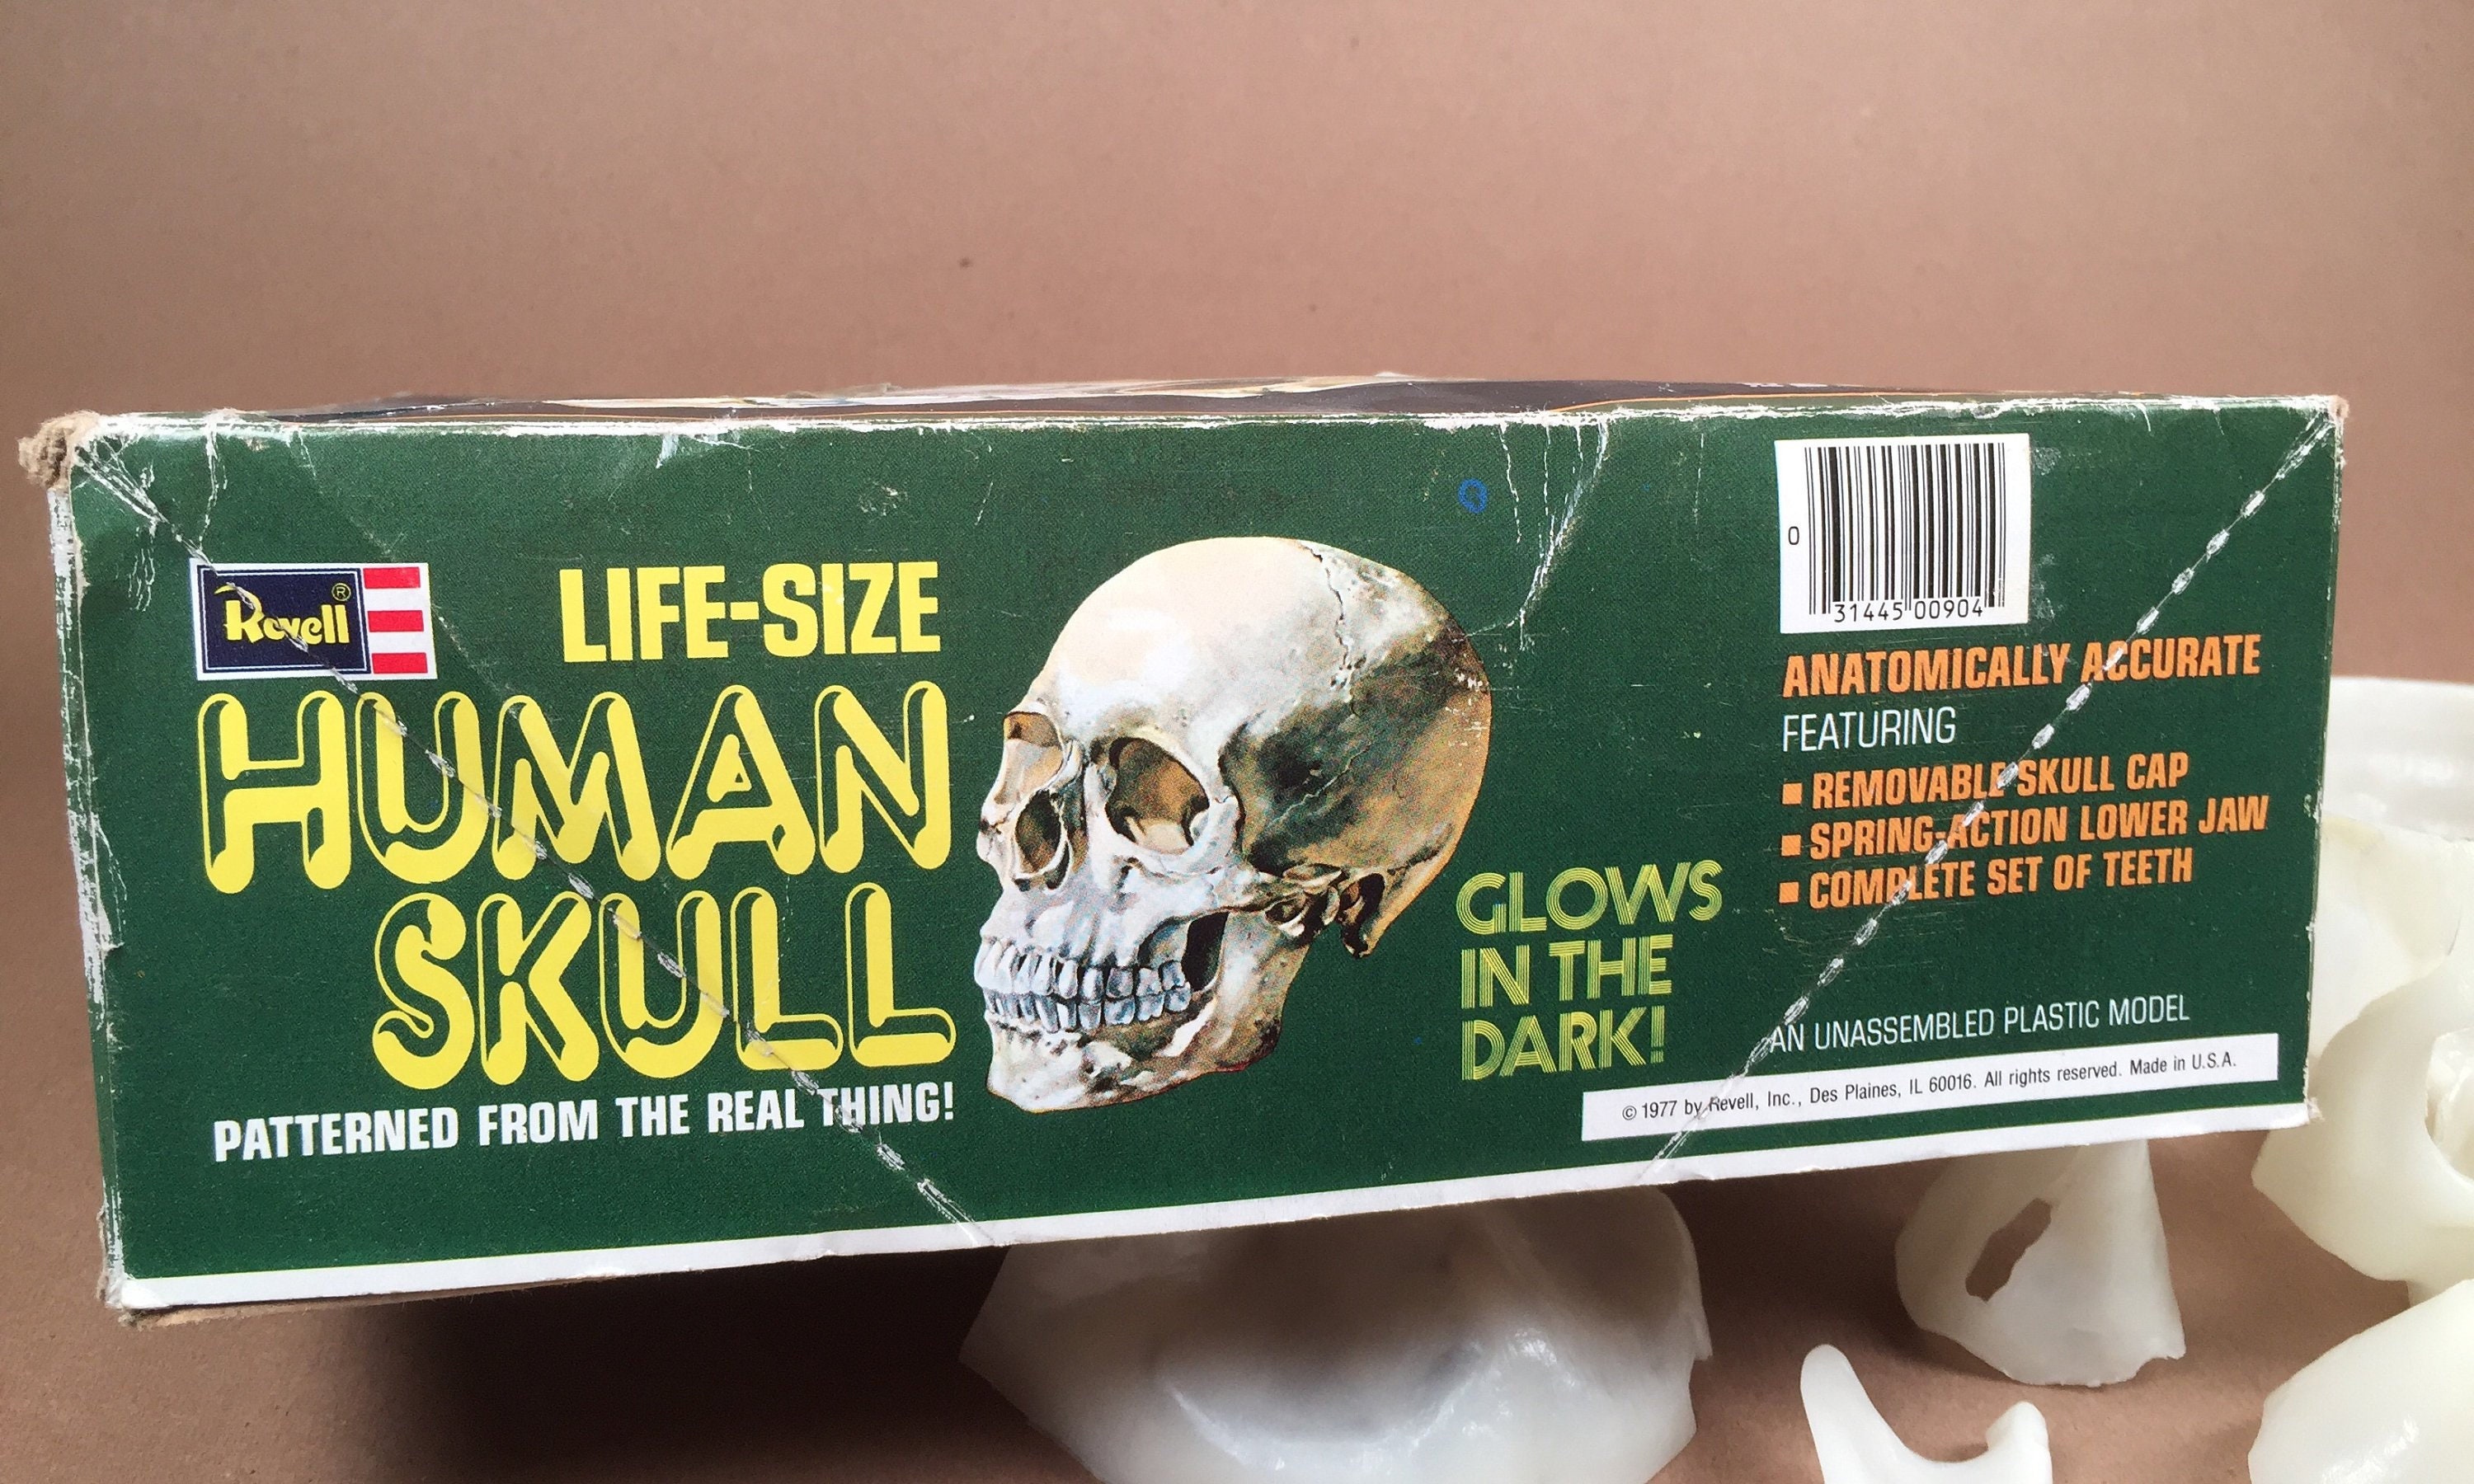 Revell®
LIFE-SIZE
HUMAN
SKULL
PATTERNED FROM THE REAL THING!
GLOWS
IN THE
DARK!
0
31445 00904
ANATOMICALLY ACCURATE
FEATURING
▪ REMOVABLE SKULL CAP
▪ SPRING-ACTION LOWER JAW
▪ COMPLETE SET OF TEETH
AN UNASSEMBLED PLASTIC MODEL
© 1977 by Revell, Inc., Des Plaines, IL 60016. All rights reserved. Made in U.S.A.